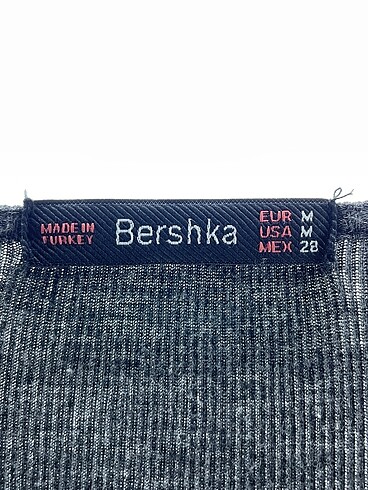 MADE IN
TURKEY
Bershka
EUR M
USA M
MEX 28